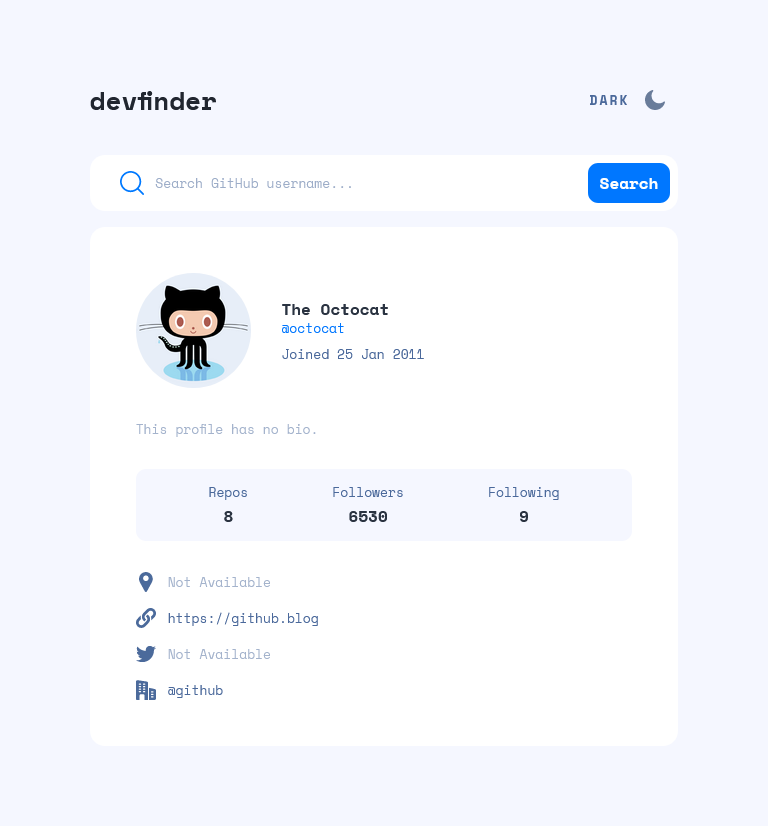 devfinder
DARK
Search GitHub username...
Search
The Octocat
@octocat
Joined 25 Jan 2011
This profile has no bio.
Repos Followers Following
8 6530 9
Not Available
https://github.blog
Not Available
@github